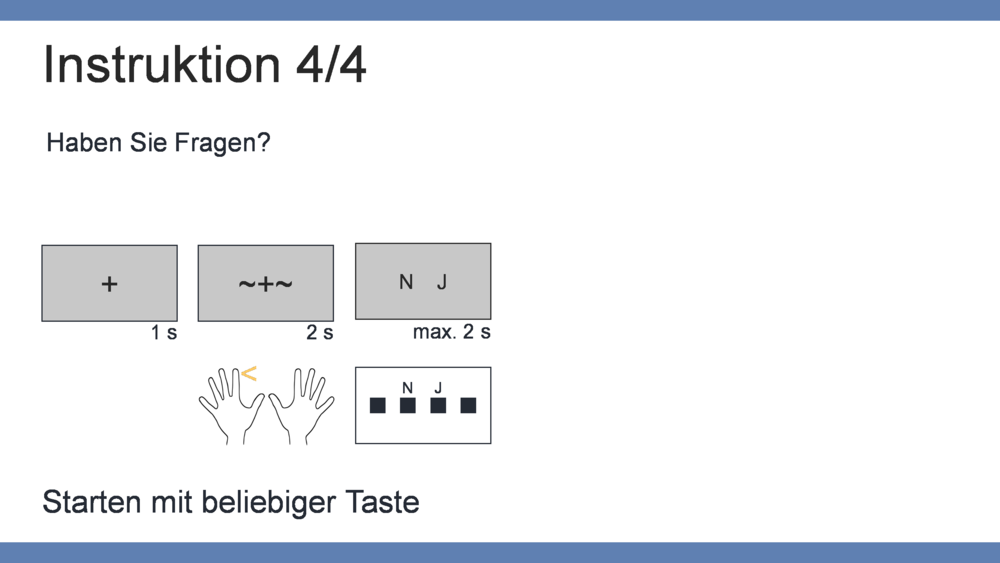 Instruktion 4/4
Haben Sie Fragen?
+
~+~
N J
1 s
2 s
max. 2 s
<
N J
Starten mit beliebiger Taste